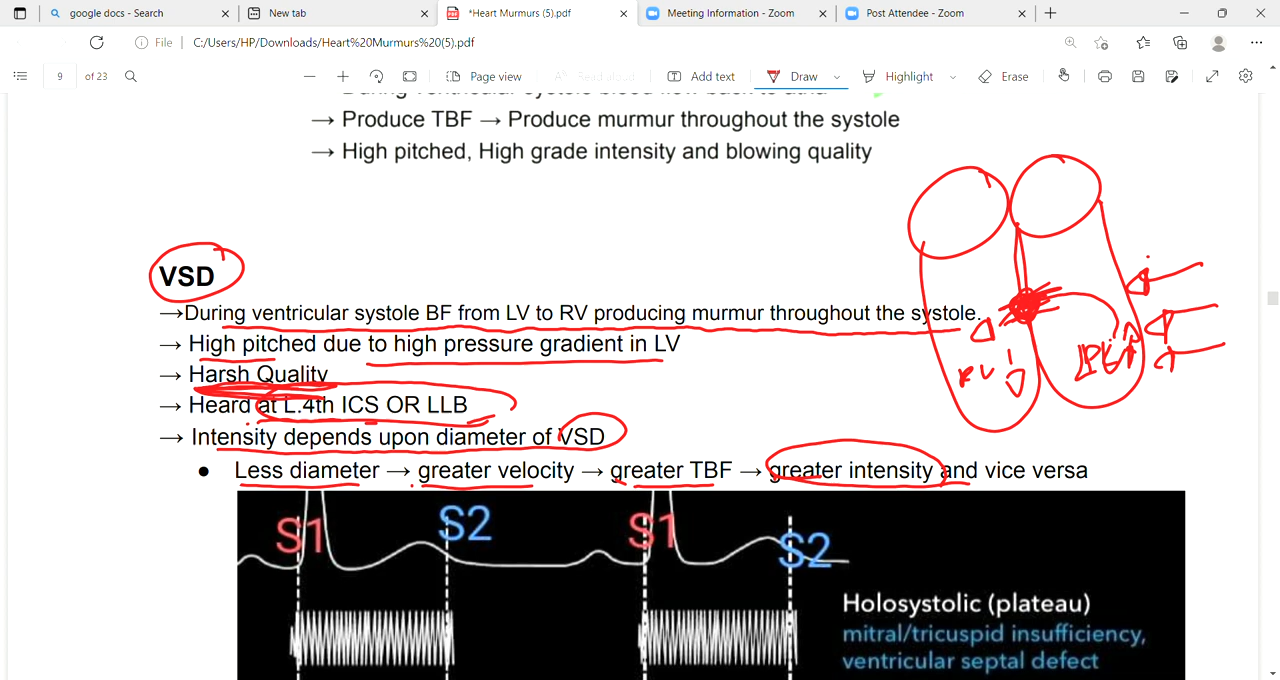 google docs - Search
New tab
*Heart Murmurs (5).pdf
Meeting Information - Zoom
Post Attendee - Zoom
File
C:/Users/HP/Downloads/Heart%20Murmurs%20(5).pdf
9 of 23
Page view
Read aloud
Add text
Draw
Highlight
Erase
→ Produce TBF → Produce murmur throughout the systole
→ High pitched, High grade intensity and blowing quality
VSD
→During ventricular systole BF from LV to RV producing murmur throughout the systole.
→ High pitched due to high pressure gradient in LV
→ Harsh Quality
→ Heard at L.4th ICS OR LLB
→ Intensity depends upon diameter of VSD
● Less diameter → greater velocity → greater TBF → greater intensity and vice versa
RV
S1 S2 S1 S2
Holosystolic (plateau)
mitral/tricuspid insufficiency,
ventricular septal defect